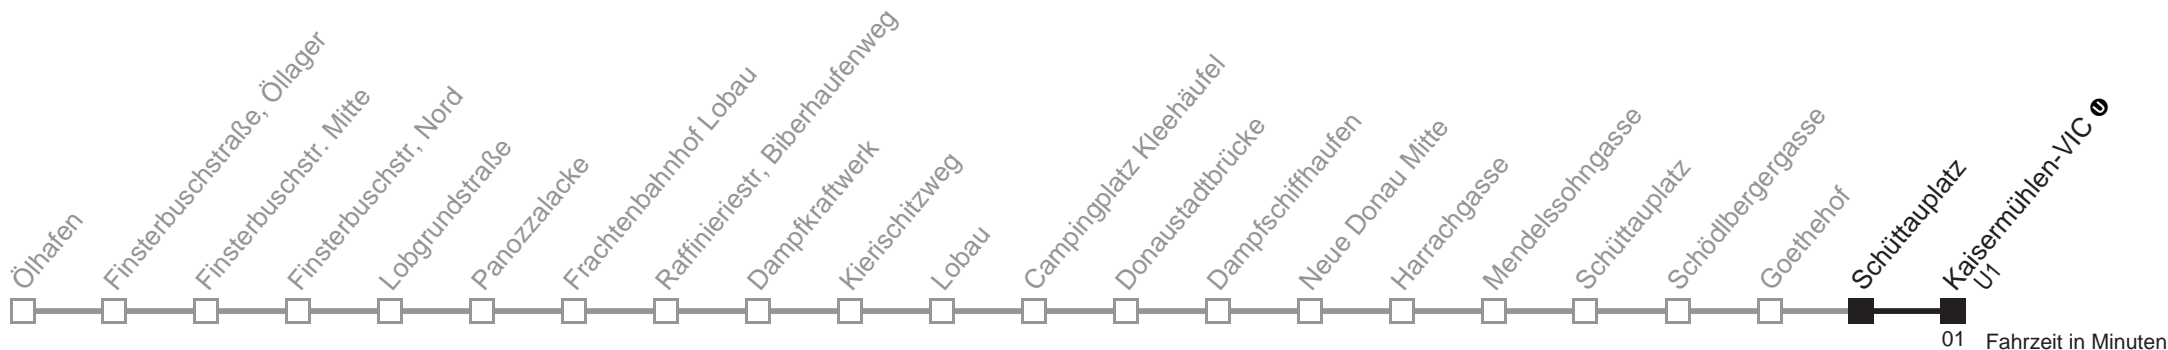 Ölhafen
Finsterbuschstraße, Öllager
Finsterbuschstr. Mitte
Finsterbuschstr, Nord
Lobgrundstraße
Panozzalacke
Frachtenbahnhof Lobau
Raffinieriestr, Biberhaufenweg
Dampfkraftwerk
Kierischitzweg
Lobau
Campingplatz Kleehäufel
Donaustadtbrücke
Dampfschiffhaufen
Neue Donau Mitte
Harrachgasse
Mendelssohngasse
Schüttauplatz
Schödlbergergasse
Goethehof
Schüttauplatz
Kaisermühlen-VIC U
U1
01 Fahrzeit in Minuten